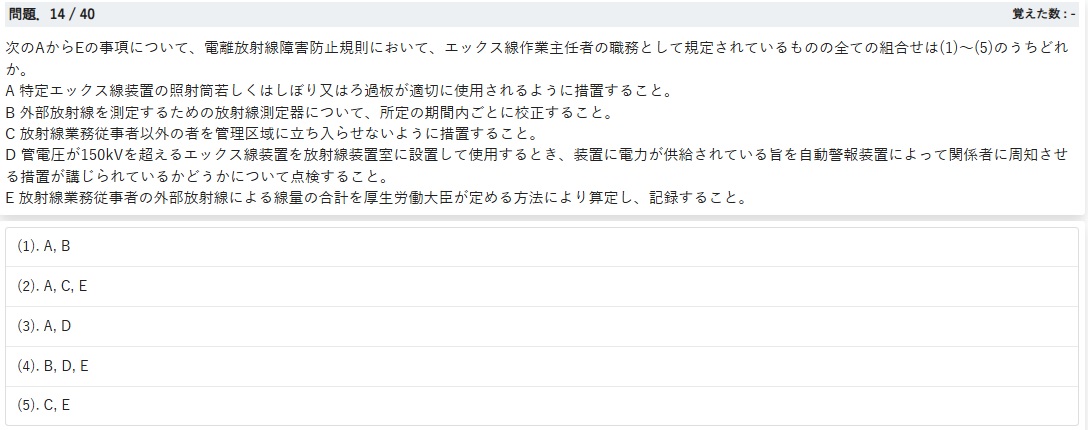 問題．14 / 40
覚えた数 : -
次のAからEの事項について、電離放射線障害防止規則において、エックス線作業主任者の職務として規定されているものの全ての組合せは(1)～(5)のうちどれ
か。
A 特定エックス線装置の照射筒若しくはしぼり又はろ過板が適切に使用されるように措置すること。
B 外部放射線を測定するための放射線測定器について、所定の期間内ごとに校正すること。
C 放射線業務従事者以外の者を管理区域に立ち入らせないように措置すること。
D 管電圧が150kVを超えるエックス線装置を放射線装置室に設置して使用するとき、装置に電力が供給されている旨を自動警報装置によって関係者に周知させ
る措置が講じられているかどうかについて点検すること。
E 放射線業務従事者の外部放射線による線量の合計を厚生労働大臣が定める方法により算定し、記録すること。
(1). A, B
(2). A, C, E
(3). A, D
(4). B, D, E
(5). C, E